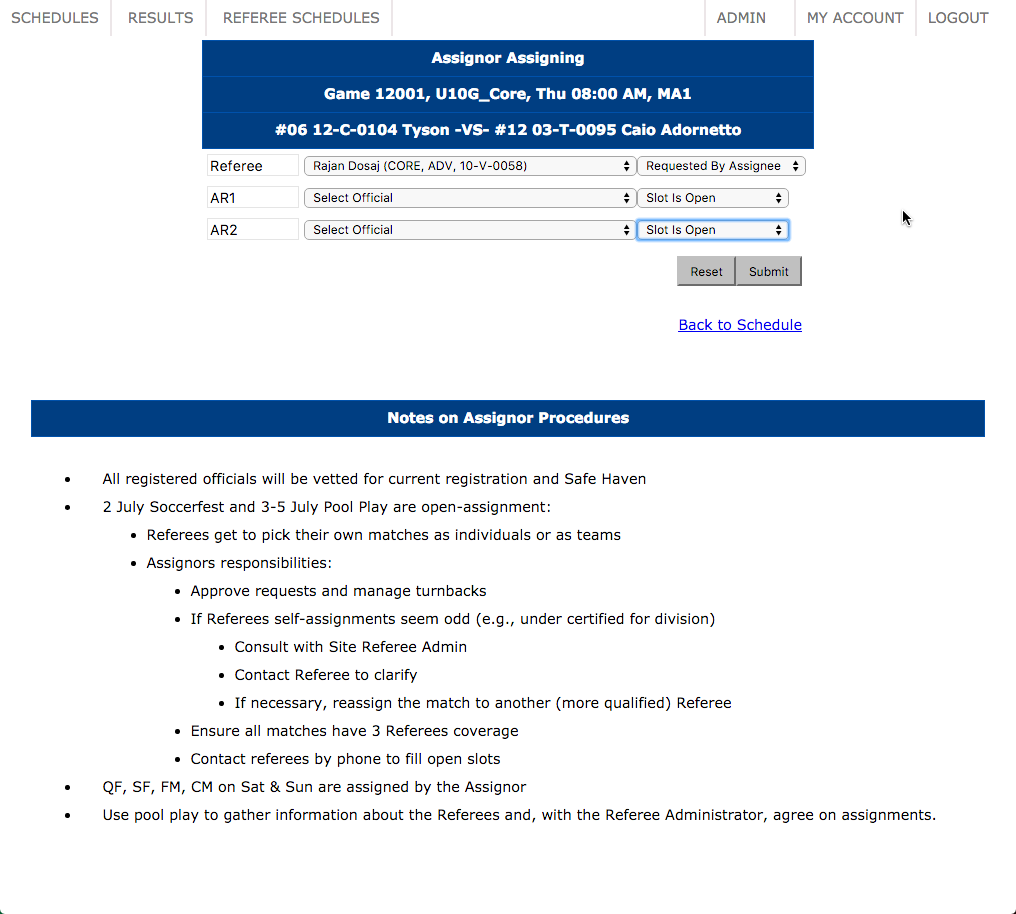 SCHEDULES RESULTS REFEREE SCHEDULES ADMIN MY ACCOUNT LOGOUT
Assignor Assigning
Game 12001, U10G_Core, Thu 08:00 AM, MA1
#06 12-C-0104 Tyson -VS- #12 03-T-0095 Caio Adornetto
Referee Rajan Dosaj (CORE, ADV, 10-V-0058) Requested By Assignee
AR1 Select Official Slot Is Open
AR2 Select Official Slot Is Open
Reset Submit
Back to Schedule
Notes on Assignor Procedures
• All registered officials will be vetted for current registration and Safe Haven
• 2 July Soccerfest and 3-5 July Pool Play are open-assignment:
• Referees get to pick their own matches as individuals or as teams
• Assignors responsibilities:
• Approve requests and manage turnbacks
• If Referees self-assignments seem odd (e.g., under certified for division)
• Consult with Site Referee Admin
• Contact Referee to clarify
• If necessary, reassign the match to another (more qualified) Referee
• Ensure all matches have 3 Referees coverage
• Contact referees by phone to fill open slots
• QF, SF, FM, CM on Sat & Sun are assigned by the Assignor
• Use pool play to gather information about the Referees and, with the Referee Administrator, agree on assignments.